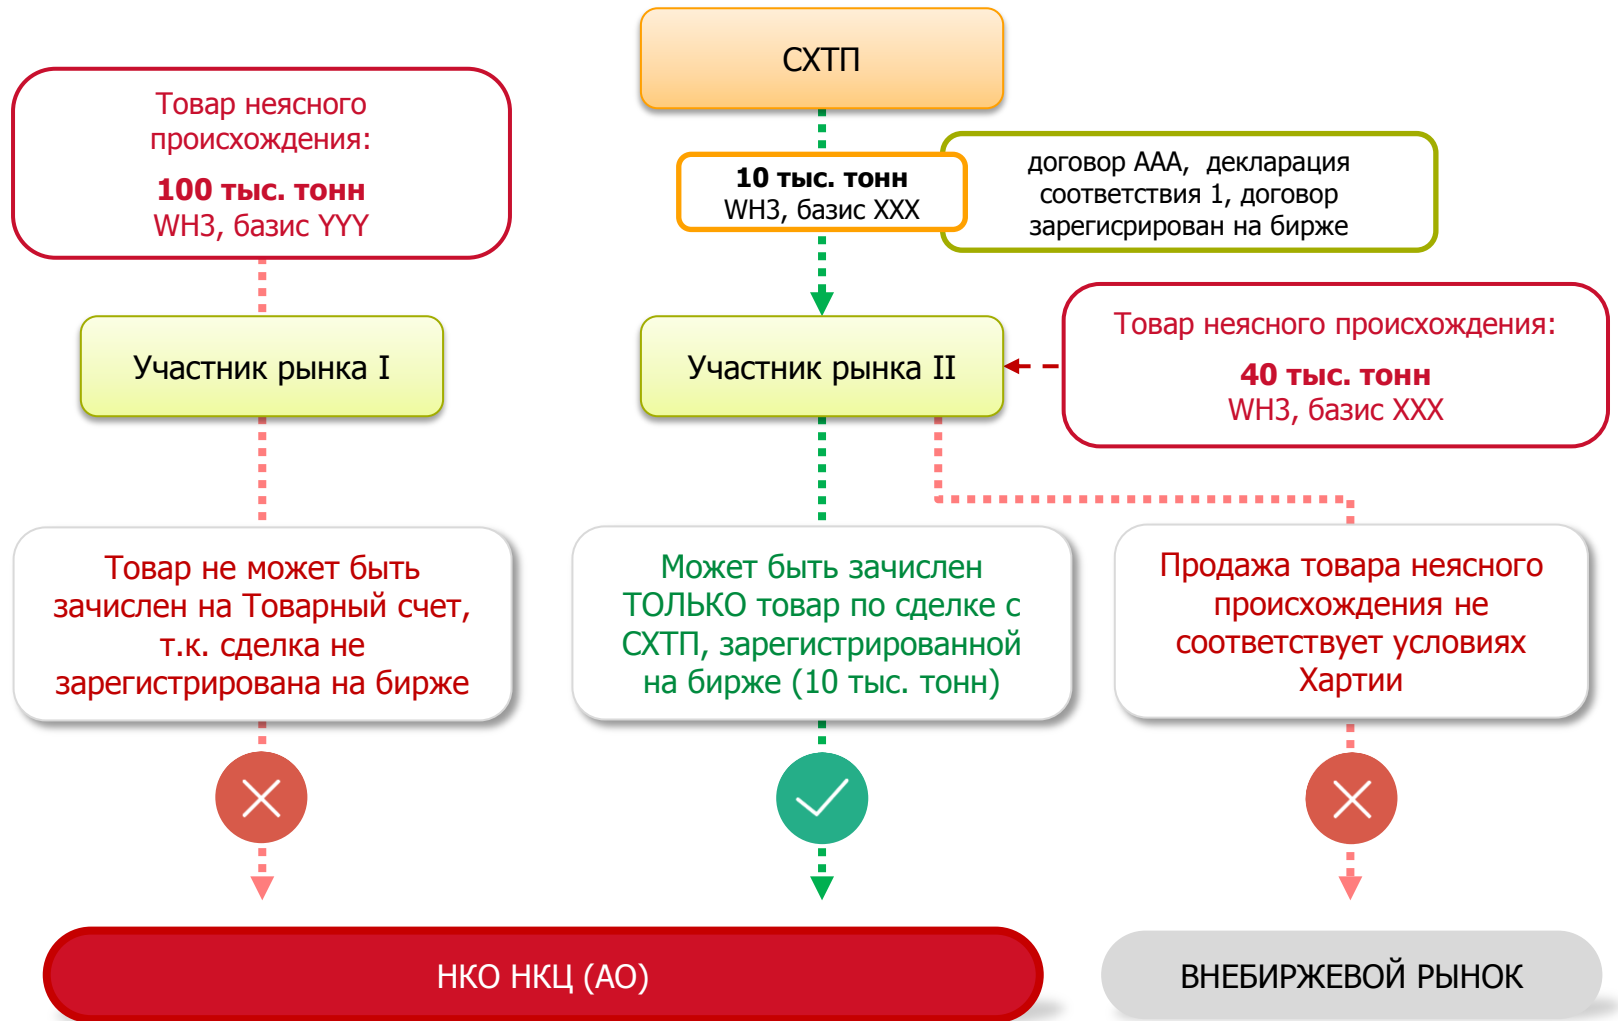 СХТП
Товар неясного
происхождения:
100 тыс. тонн
WH3, базис YYY
10 тыс. тонн
WH3, базис XXX
договор ААА, декларация
соответствия 1, договор
зарегисрирован на бирже
Участник рынка I
Участник рынка II
Товар неясного происхождения:
40 тыс. тонн
WH3, базис XXX
Товар не может быть
зачислен на Товарный счет,
т.к. сделка не
зарегистрирована на бирже
Может быть зачислен
ТОЛЬКО товар по сделке с
СХТП, зарегистрированной
на бирже (10 тыс. тонн)
Продажа товара неясного
происхождения не
соответствует условиях
Хартии
НКО НКЦ (АО)
ВНЕБИРЖЕВОЙ РЫНОК